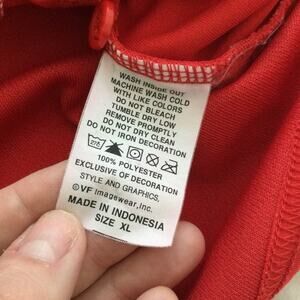 WASH INSIDE OUT
MACHINE WASH COLD
WITH LIKE COLORS
DO NOT BLEACH
TUMBLE DRY LOW
REMOVE PROMPTLY
DO NOT DRY CLEAN
DO NOT IRON DECORATION
100% POLYESTER
EXCLUSIVE OF DECORATION
STYLE AND GRAPHICS,
©VF imagewear,Inc.
MADE IN INDONESIA
SIZE XL